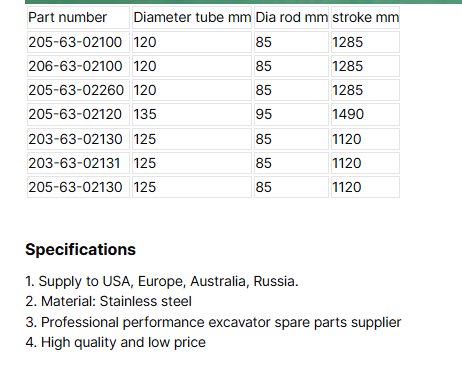 Part number Diameter tube mm Dia rod mm stroke mm
205-63-02100 120 85 1285
206-63-02100 120 85 1285
205-63-02260 120 85 1285
205-63-02120 135 95 1490
203-63-02130 125 85 1120
203-63-02131 125 85 1120
205-63-02130 125 85 1120
Specifications
1. Supply to USA, Europe, Australia, Russia.
2. Material: Stainless steel
3. Professional performance excavator spare parts supplier
4. High quality and low price